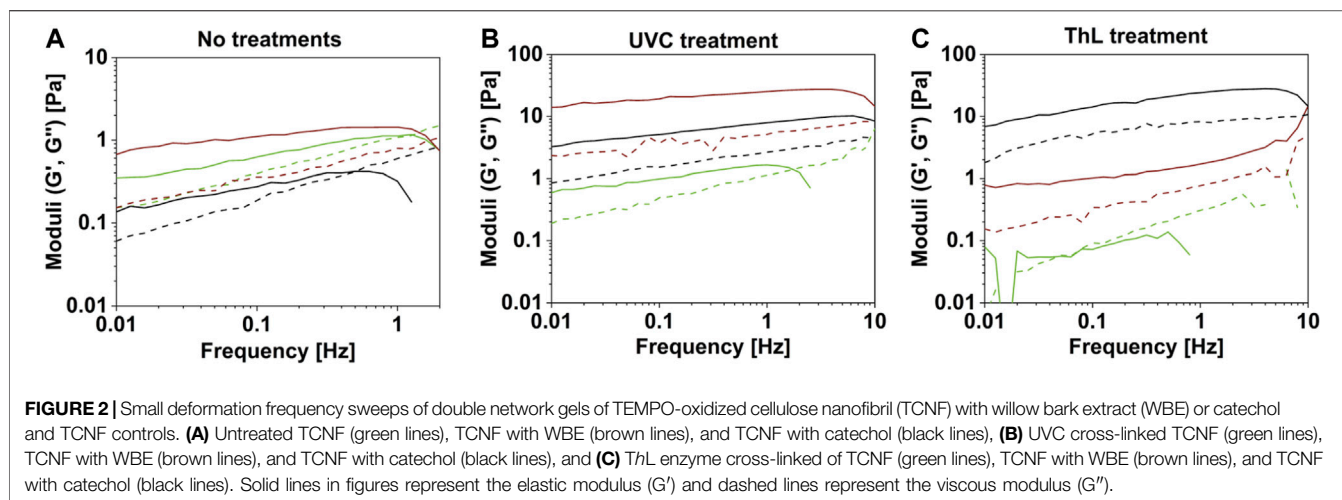 A
No treatments
10
1
0.1
0.01
Moduli (G', G'') [Pa]
0.01
0.1
1
Frequency [Hz]
B
UVC treatment
100
10
1
0.1
0.01
Moduli (G', G'') [Pa]
0.01
0.1
1
10
Frequency [Hz]
C
ThL treatment
100
10
1
0.1
0.01
Moduli (G', G'') [Pa]
0.01
0.1
1
10
Frequency [Hz]
FIGURE 2 | Small deformation frequency sweeps of double network gels of TEMPO-oxidized cellulose nanofibril (TCNF) with willow bark extract (WBE) or catechol
and TCNF controls. (A) Untreated TCNF (green lines), TCNF with WBE (brown lines), and TCNF with catechol (black lines), (B) UVC cross-linked TCNF (green lines),
TCNF with WBE (brown lines), and TCNF with catechol (black lines), and (C) ThL enzyme cross-linked of TCNF (green lines), TCNF with WBE (brown lines), and TCNF
with catechol (black lines). Solid lines in figures represent the elastic modulus (G′) and dashed lines represent the viscous modulus (G″).